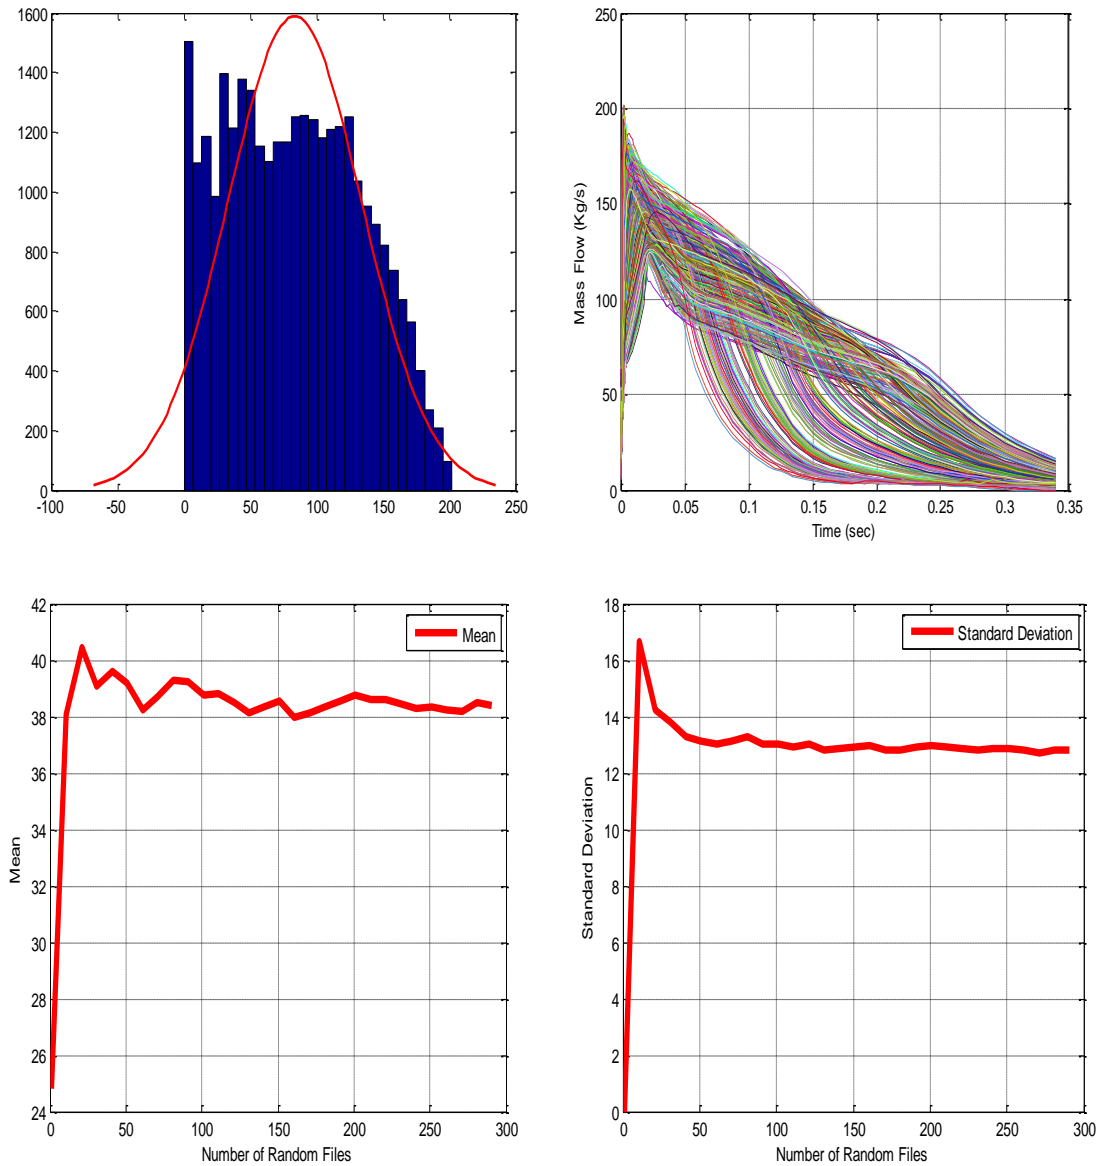 1600
1400
1200
1000
800
600
400
200
0
-100 -50 0 50 100 150 200 250
250
200
150
100
50
0
Mass Flow (Kg/s)
0 0.05 0.1 0.15 0.2 0.25 0.3 0.35
Time (sec)
42
40
38
36
34
32
30
28
26
24
Mean
Mean
0 50 100 150 200 250 300
Number of Random Files
18
16
14
12
10
8
6
4
2
0
Standard Deviation
Standard Deviation
0 50 100 150 200 250 300
Number of Random Files